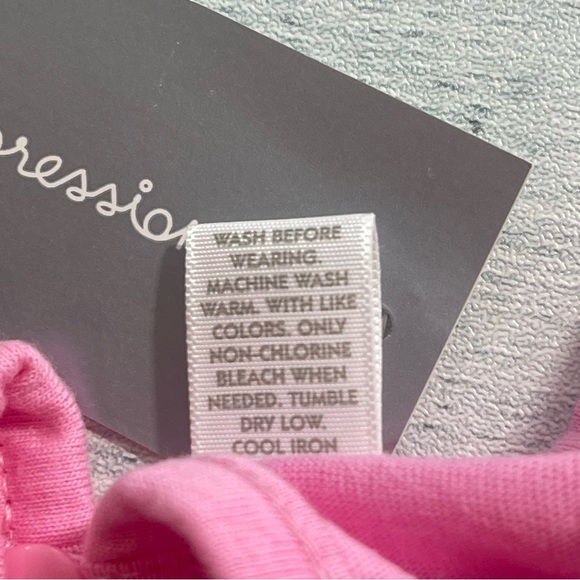 pression
WASH BEFORE
WEARING.
MACHINE WASH
WARM. WITH LIKE
COLORS. ONLY
NON-CHLORINE
BLEACH WHEN
NEEDED. TUMBLE
DRY LOW.
COOL IRON